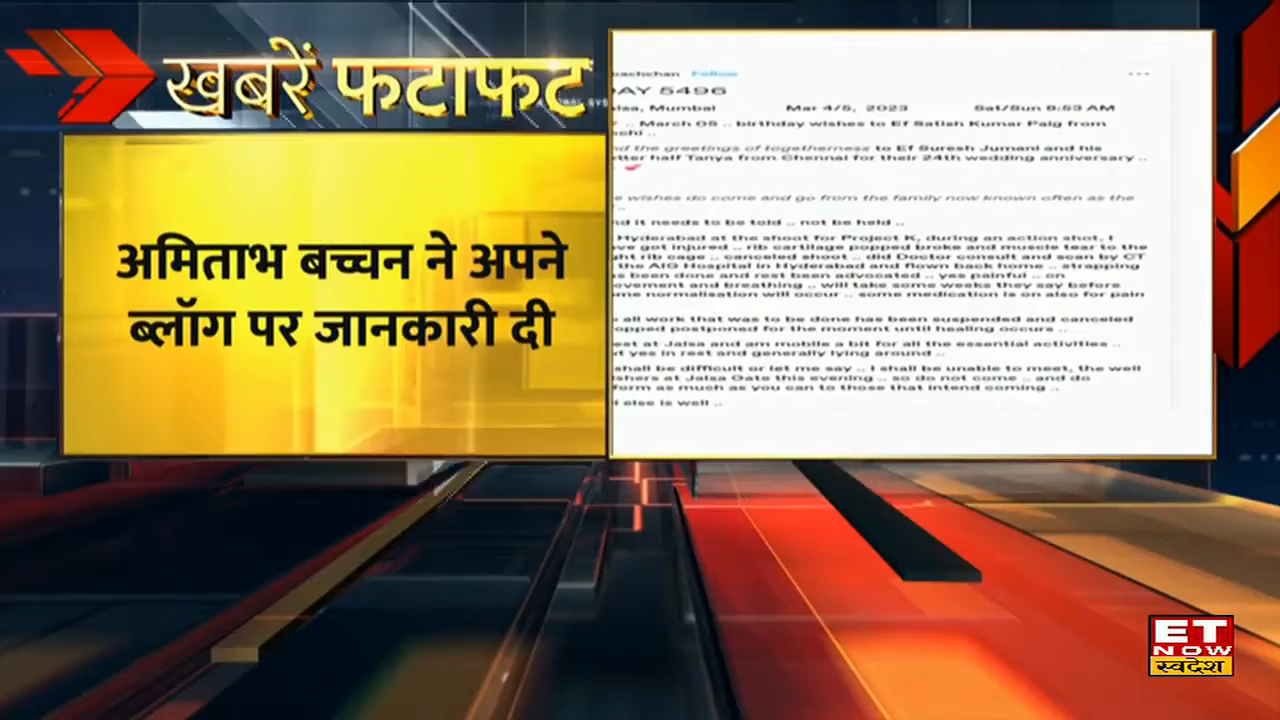 खबरें फटाफट
अमिताभ बच्चन ने अपने
ब्लॉग पर जानकारी दी
Follow
DAY 5496
Mumbai Mar 4/5, 2023 Sat/Sun 8:53 AM
.. March 05 .. birthday wishes to Ef Satish Kumar Paig from
the greetings of togetherness to Ef Suresh Jumani and his
half Tanya from Chennai for their 24th wedding anniversary ..
wishes do come and go from the family now known often as the
..
it needs to be told .. not be held ..
Hyderabad at the shoot for Project K, during an action shot, I
got injured .. rib cartilage popped broke and muscle tear to the
rib cage .. canceled shoot .. did Doctor consult and scan by CT
the AIG Hospital in Hyderabad and flown back home .. strapping
been done and rest been advocated .. yes painful .. on
and breathing .. will take some weeks they say before
normalisation will occur .. some medication is on also for pain
all work that was to be done has been suspended and canceled
postponed for the moment until healing occurs ..
at Jalsa and am mobile a bit for all the essential activities ..
yes in rest and generally lying around ..
shall be difficult or let me say .. I shall be unable to meet, the well
at Jalsa Gate this evening .. so do not come .. and do
as much as you can to those that intend coming ..
else is well ..
ET
NOW
स्वदेश